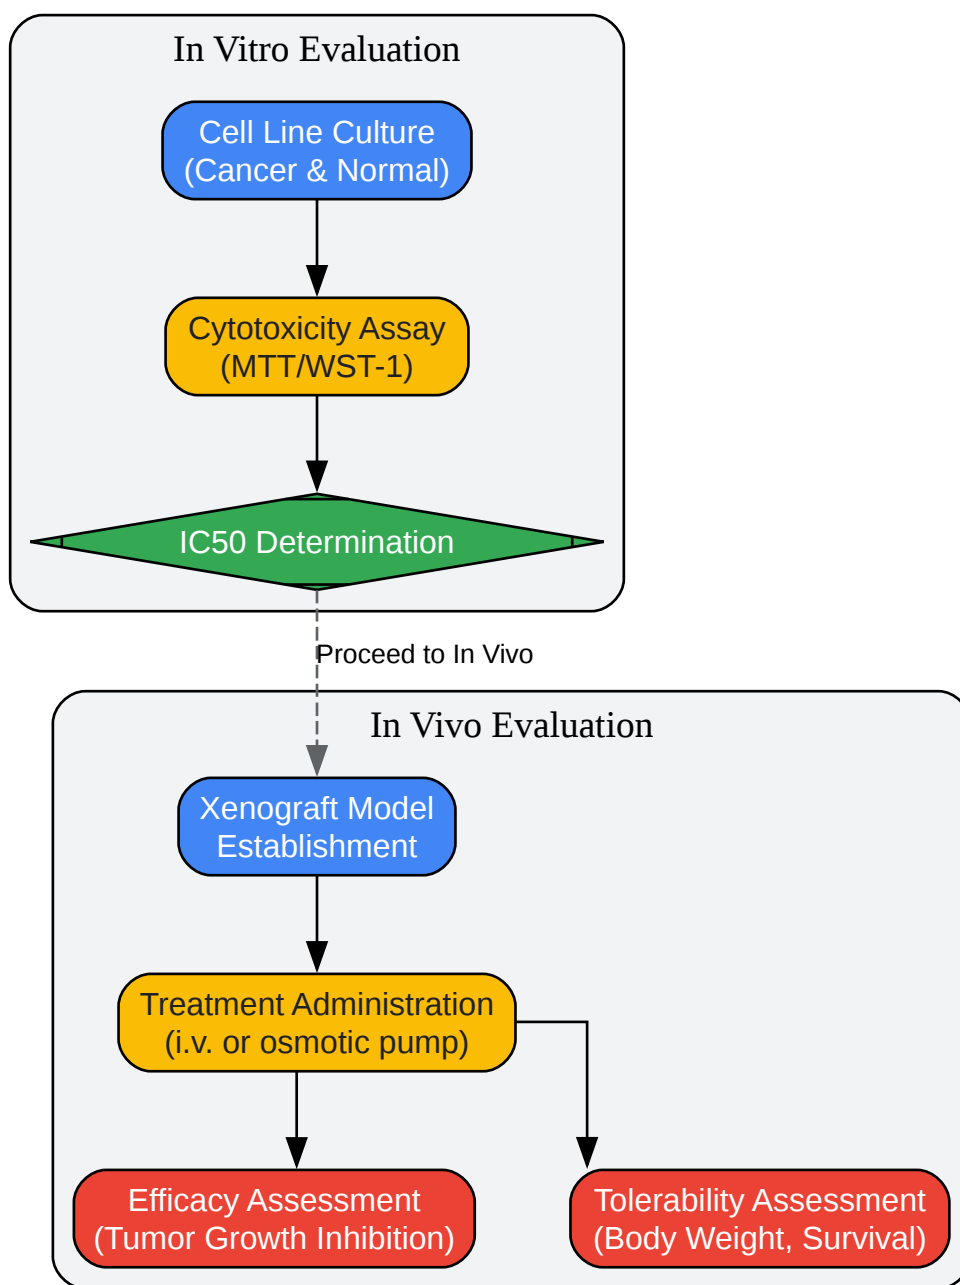 In Vitro Evaluation
Cell Line Culture
(Cancer & Normal)
Cytotoxicity Assay
(MTT/WST-1)
IC50 Determination
Proceed to In Vivo
In Vivo Evaluation
Xenograft Model
Establishment
Treatment Administration
(i.v. or osmotic pump)
Efficacy Assessment
(Tumor Growth Inhibition)
Tolerability Assessment
(Body Weight, Survival)